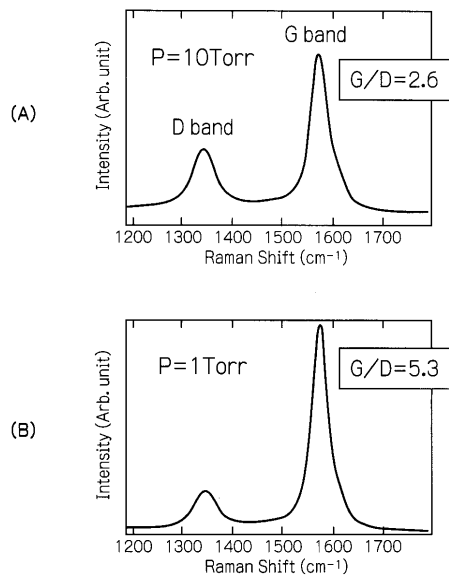 (A)
Intensity (Arb. unit)
P=10Torr
G band
G/D=2.6
D band
1200 1300 1400 1500 1600 1700
Raman Shift (cm⁻¹)
(B)
Intensity (Arb. unit)
P=1Torr
G/D=5.3
1200 1300 1400 1500 1600 1700
Raman Shift (cm⁻¹)